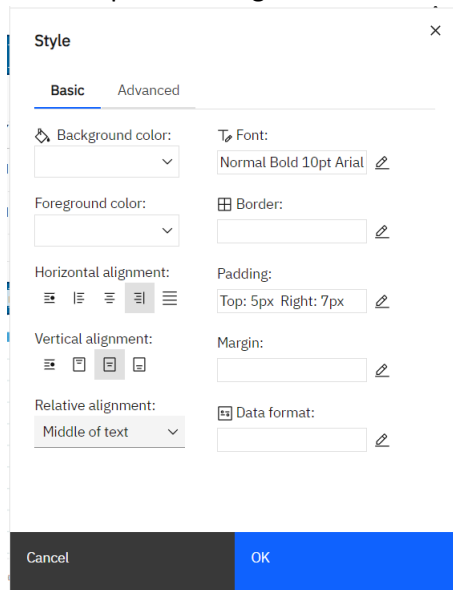 Style
Basic Advanced
Background color:
Font:
Normal Bold 10pt Arial
Foreground color:
Border:
Horizontal alignment:
Padding:
Top: 5px Right: 7px
Vertical alignment:
Margin:
Relative alignment:
Middle of text
Data format:
Cancel
OK